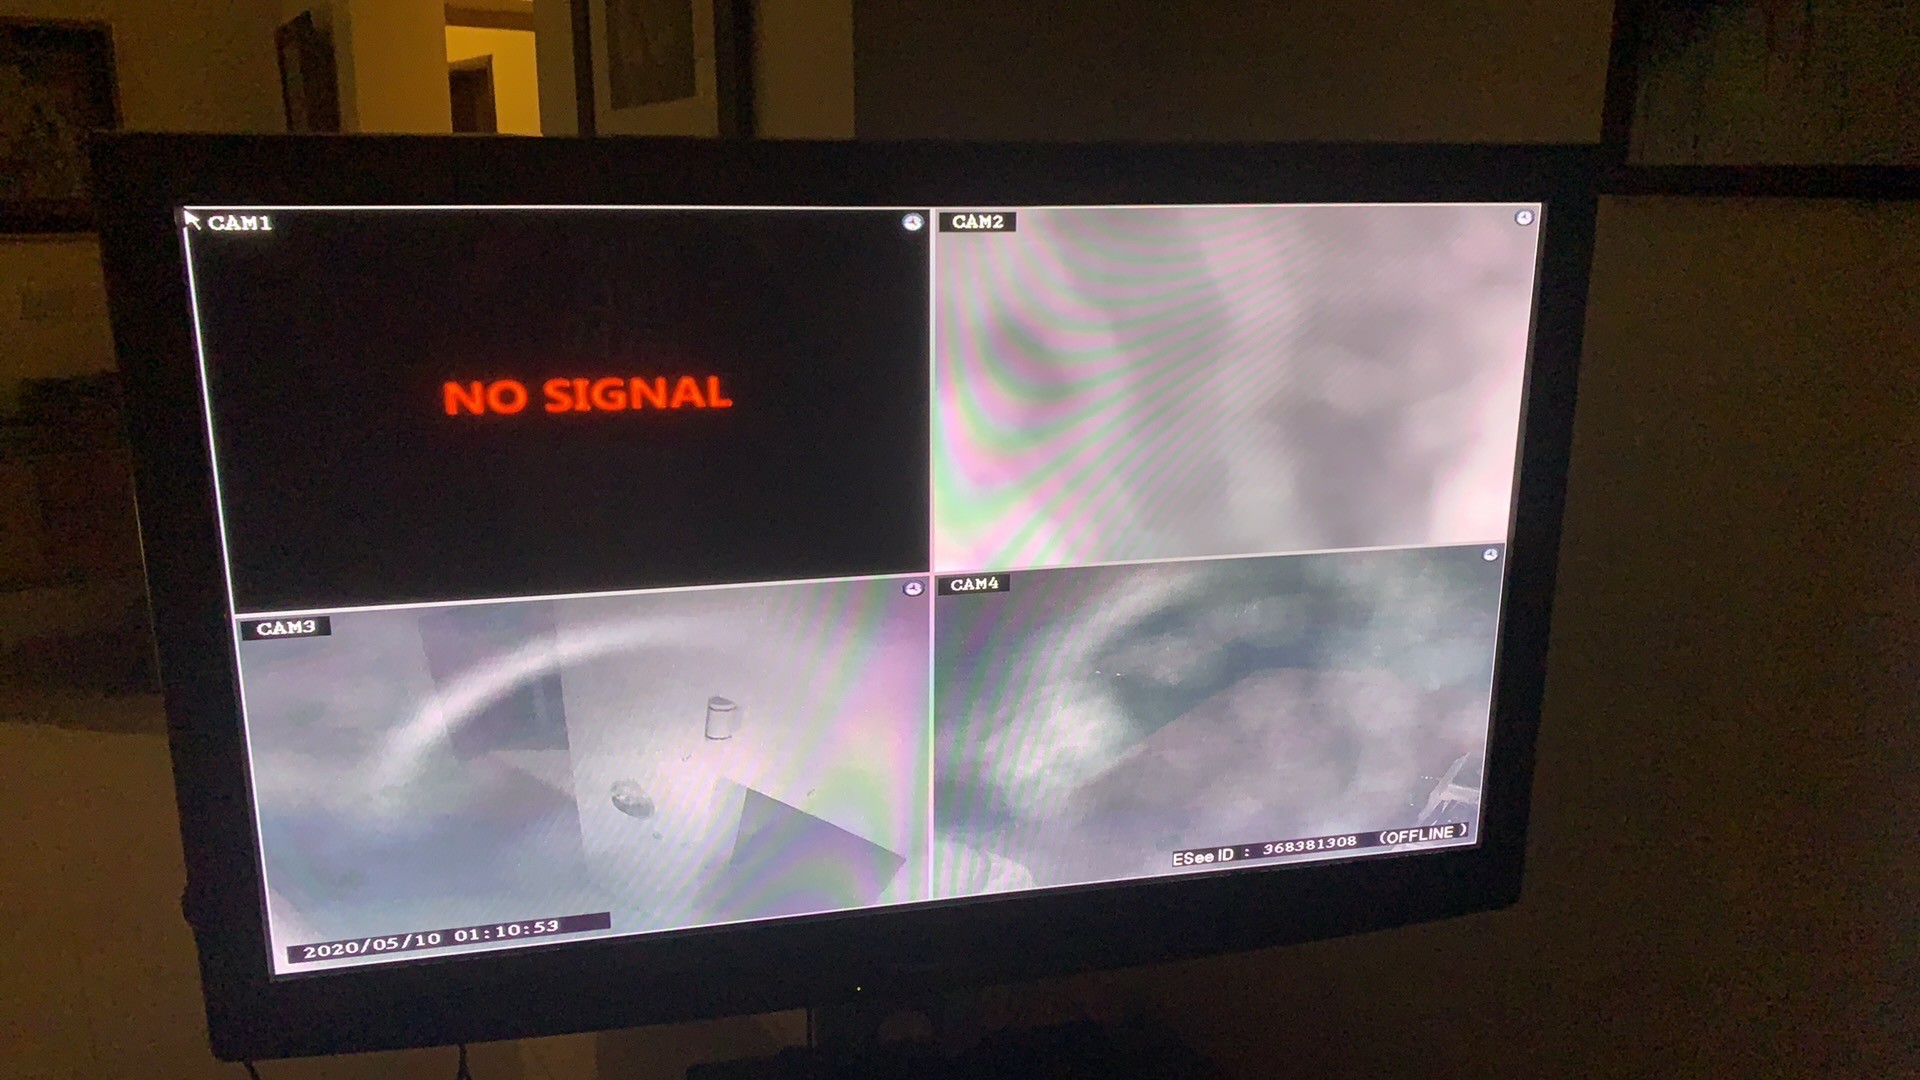 CAM1
CAM2
NO SIGNAL
CAM3
CAM4
ESee ID : 368381308 (OFFLINE)
2020/05/10 01:10:53